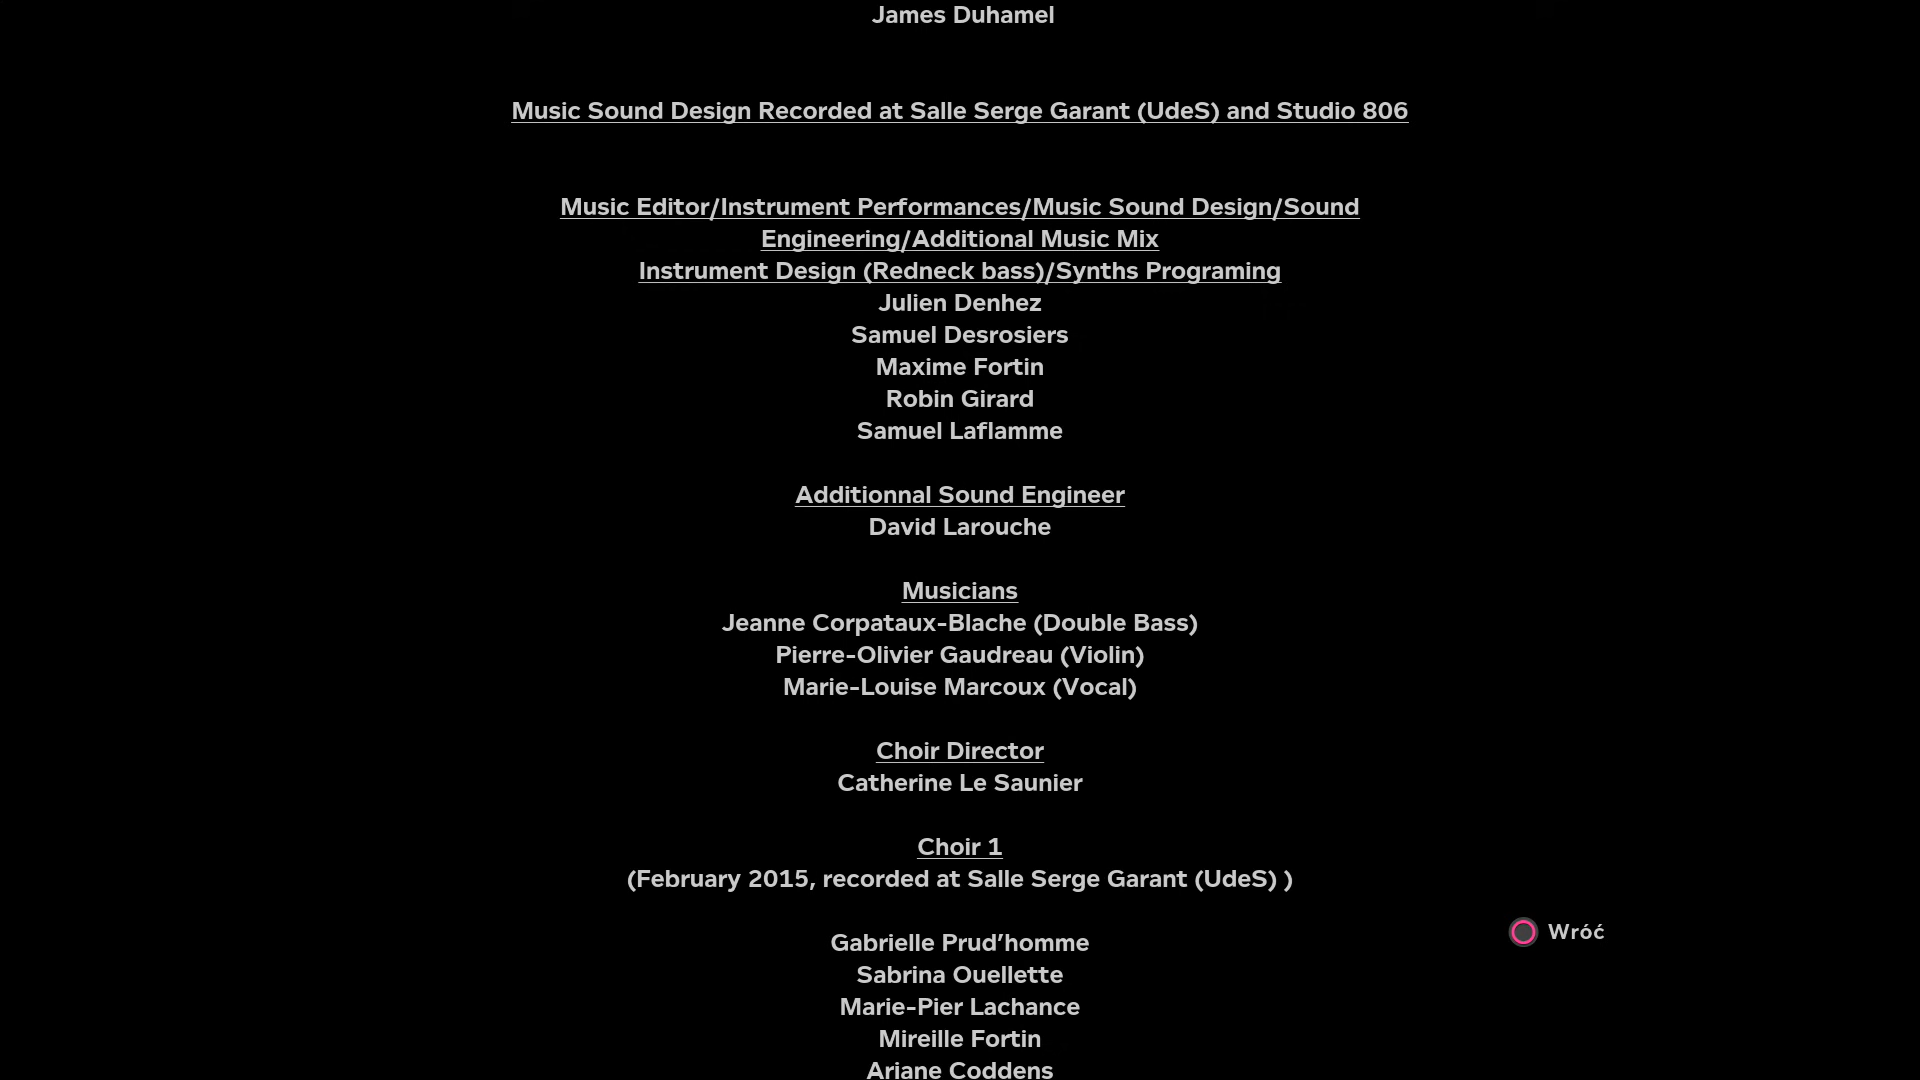 James Duhamel
Music Sound Design Recorded at Salle Serge Garant (UdeS) and Studio 806
Music Editor/Instrument Performances/Music Sound Design/Sound
Engineering/Additional Music Mix
Instrument Design (Redneck bass)/Synths Programing
Julien Denhez
Samuel Desrosiers
Maxime Fortin
Robin Girard
Samuel Laflamme
Additionnal Sound Engineer
David Larouche
Musicians
Jeanne Corpataux-Blache (Double Bass)
Pierre-Olivier Gaudreau (Violin)
Marie-Louise Marcoux (Vocal)
Choir Director
Catherine Le Saunier
Choir 1
(February 2015, recorded at Salle Serge Garant (UdeS) )
Gabrielle Prud’homme
Sabrina Ouellette
Marie-Pier Lachance
Mireille Fortin
Ariane Coddens
Wróć